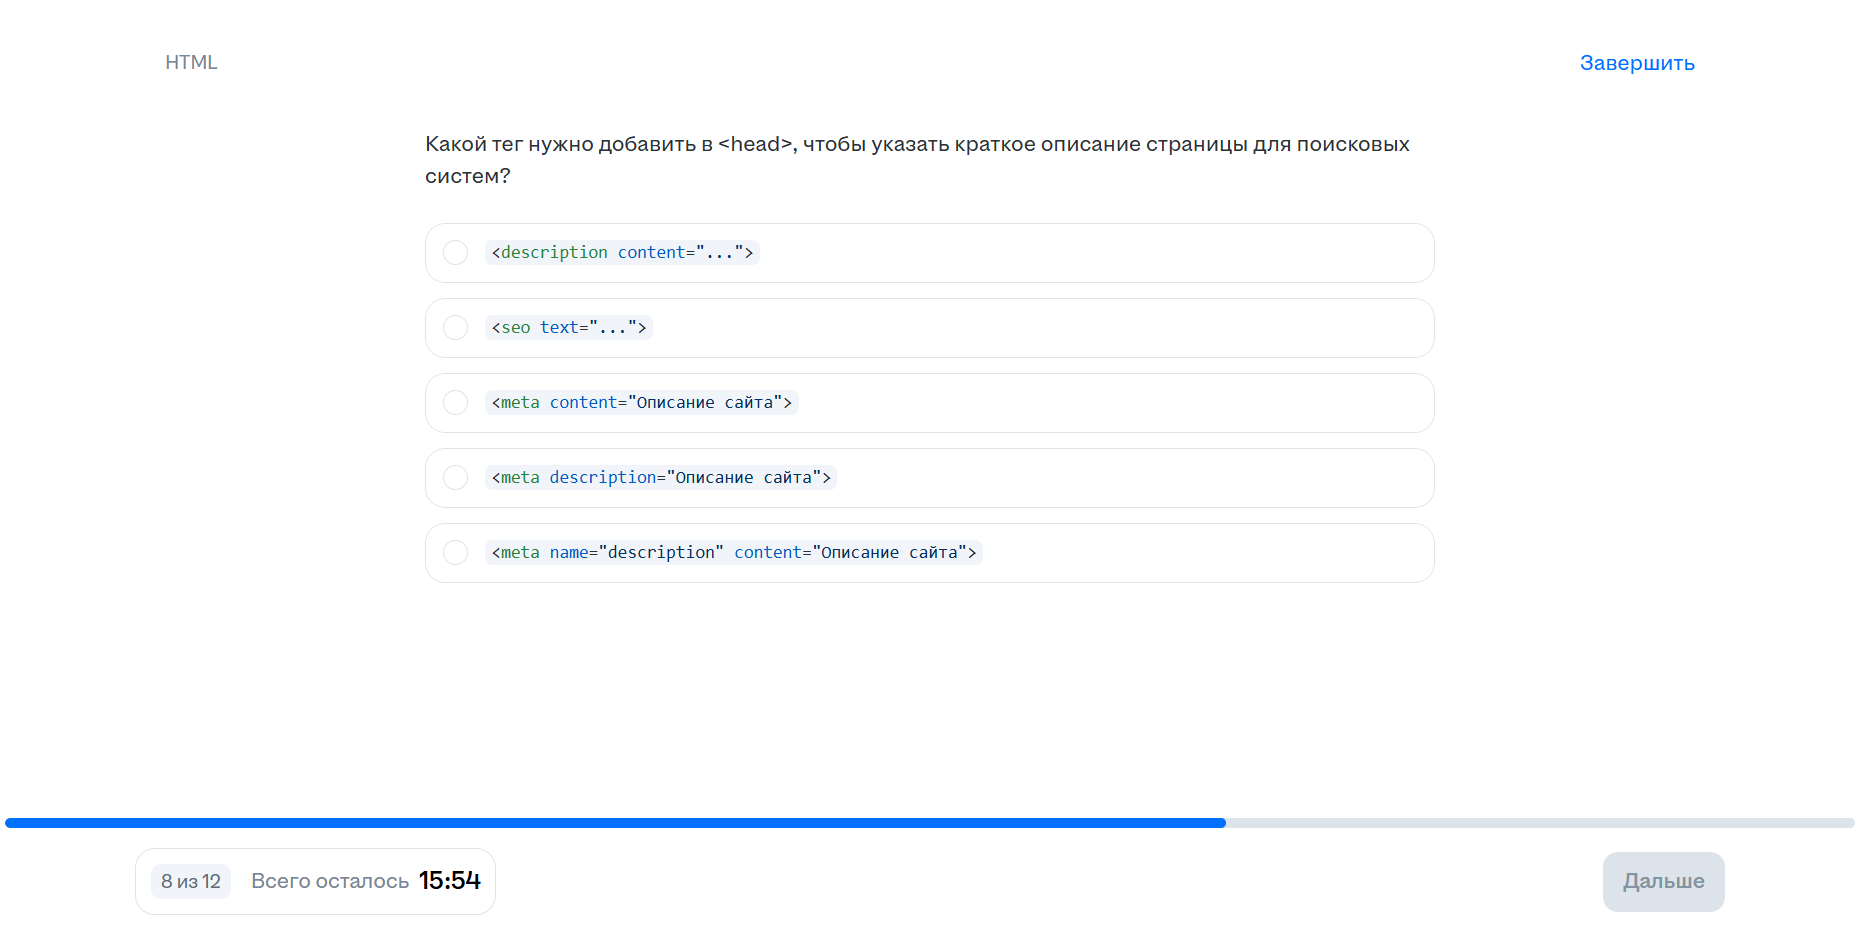 HTML
Завершить
Какой тег нужно добавить в <head>, чтобы указать краткое описание страницы для поисковых
систем?
<description content="...">
<seo text="...">
<meta content="Описание сайта">
<meta description="Описание сайта">
<meta name="description" content="Описание сайта">
8 из 12
Всего осталось 15:54
Дальше